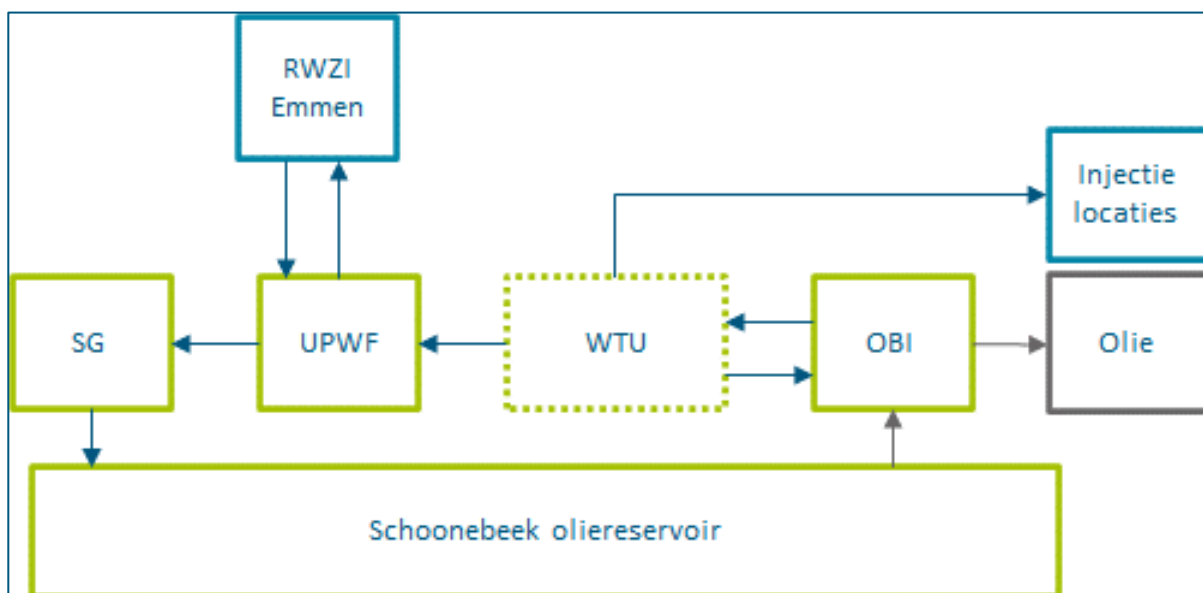 RWZI
Emmen
Injectie
locaties
SG
UPWF
WTU
OBI
Olie
Schoonebeek oliereservoir